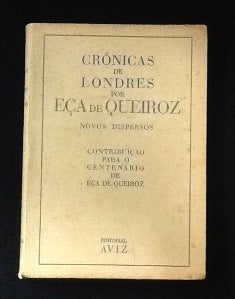 CRÓNICAS
DE
LONDRES
POR
EÇA DE QUEIROZ
NOVOS DISPERSOS
CONTRIBUIÇÃO
PARA O
CENTENÁRIO
DE
EÇA DE QUEIROZ
EDITORIAL
AVIZ